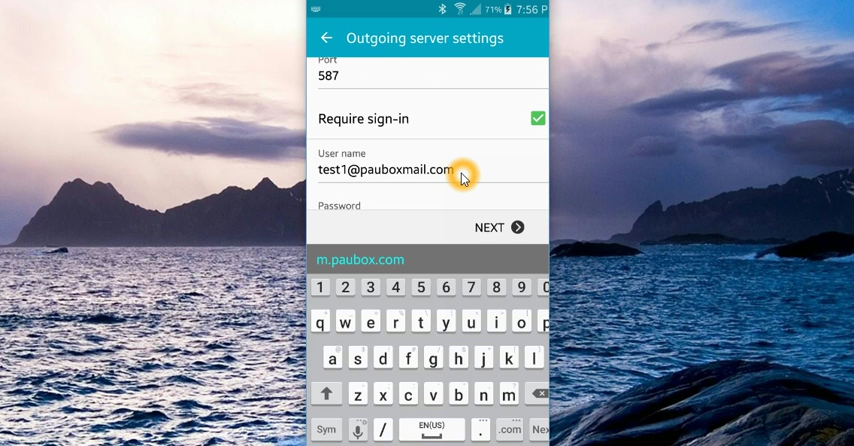 71% 7:56 P
Outgoing server settings
Port
587
Require sign-in
User name
test1@pauboxmail.com
Password
NEXT
m.paubox.com
1 2 3 4 5 6 7 8 9 0
q w e r t y u i o p
a s d f g h j k l
z x c v b n m
Sym / EN(US) . .com Nex